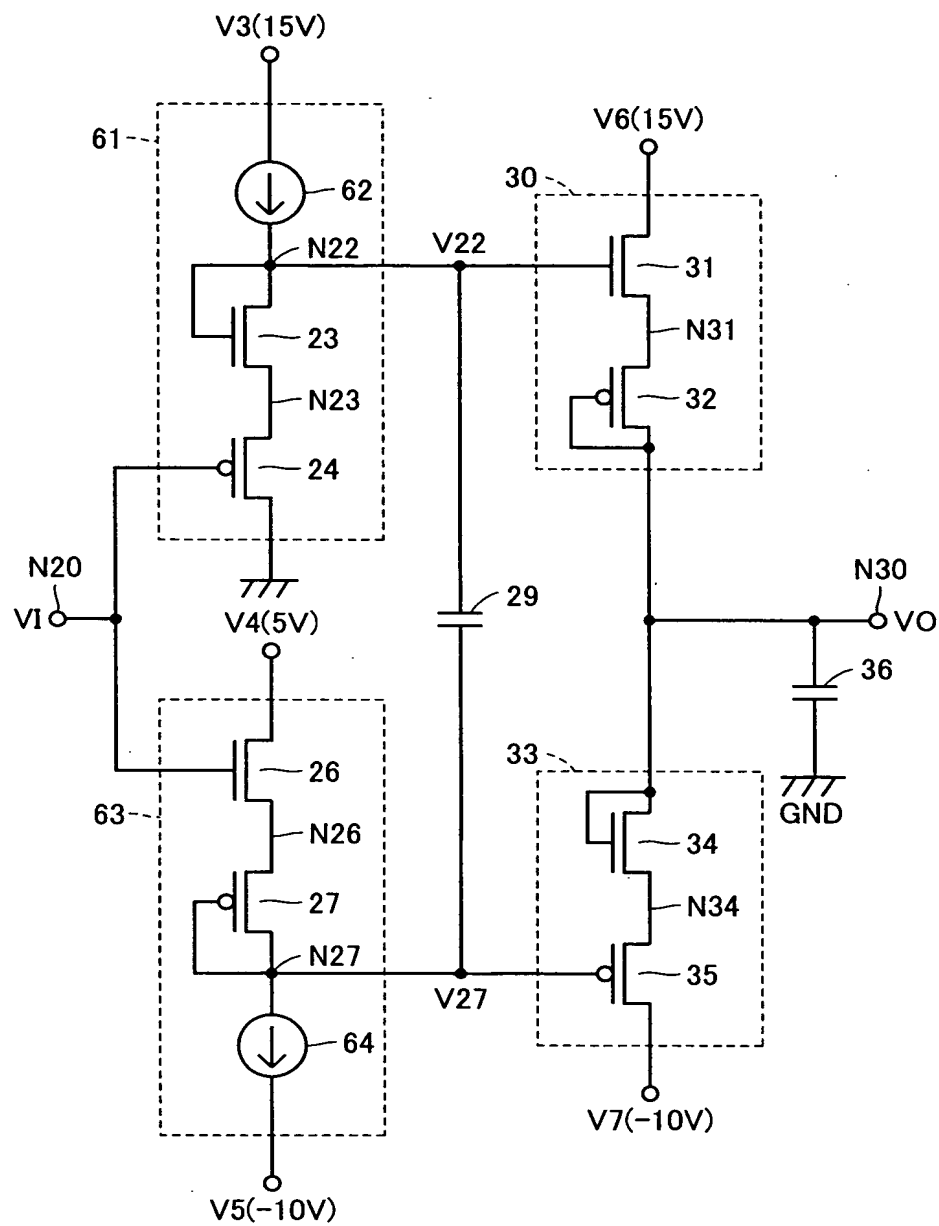 V3(15V)
61
62
N22
V22
23
N23
24
V6(15V)
30
31
N31
32
N20
VI
V4(5V)
29
N30
VO
36
GND
63
26
N26
27
N27
V27
64
V5(-10V)
33
34
N34
35
V7(-10V)